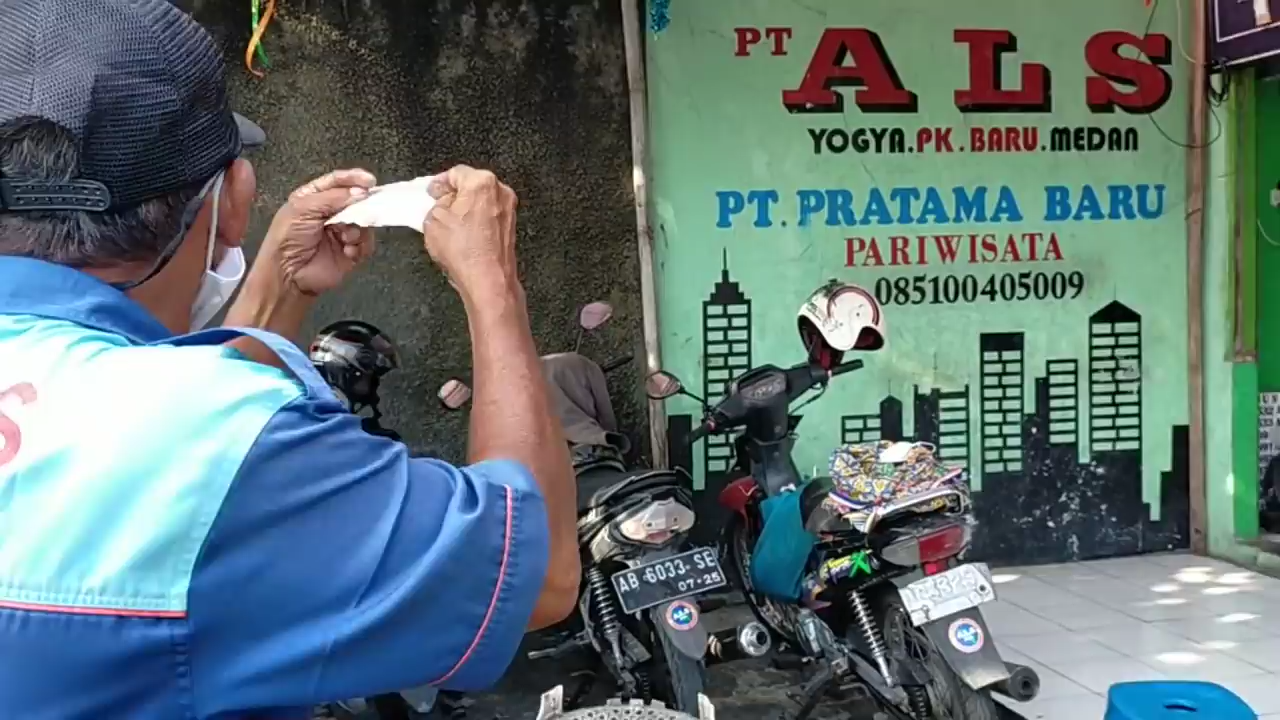 PT ALS
YOGYA.PK.BARU.MEDAN
PT. PRATAMA BARU
PARIWISATA
085100405009
AB 6033 SE
07-25
S